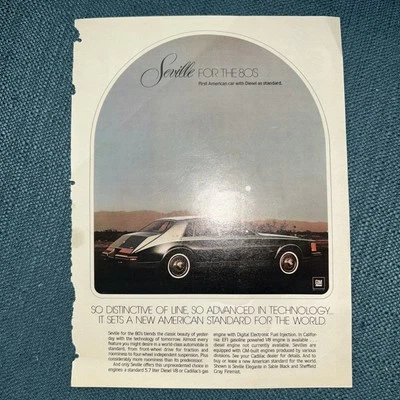 Seville FOR THE 80'S
First American car with Diesel as standard.
GM
SO DISTINCTIVE OF LINE, SO ADVANCED IN TECHNOLOGY...
IT SETS A NEW AMERICAN STANDARD FOR THE WORLD.
Seville for the 80's blends the classic beauty of yester-
day with the technology of tomorrow. Almost every
feature you might desire in a world-class automobile is
standard, from front-wheel drive for traction and
roominess to four-wheel independent suspension. Plus
considerably more roominess than its predecessor.
And only Seville offers this unprecedented choice in
engines: a standard 5.7 liter Diesel V8 or Cadillac's gas
engine with Digital Electronic Fuel Injection. In Califor-
nia EFI gasoline powered V8 engine is available...
diesel engine not currently available. Sevilles are
equipped with GM-built engines produced by various
divisions. See your Cadillac dealer for details. And to
buy or lease a new American standard for the world.
Shown is Seville Elegante in Sable Black and Sheffield
Gray Firemist.